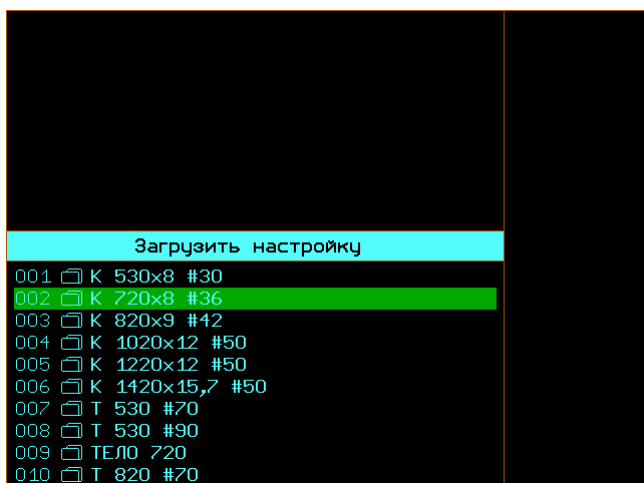 Загрузить настройку
001 К 530x8 #30
002 К 720x8 #36
003 К 820x9 #42
004 К 1020x12 #50
005 К 1220x12 #50
006 К 1420x15,7 #50
007 Т 530 #70
008 Т 530 #90
009 ТЕЛО 720
010 Т 820 #70